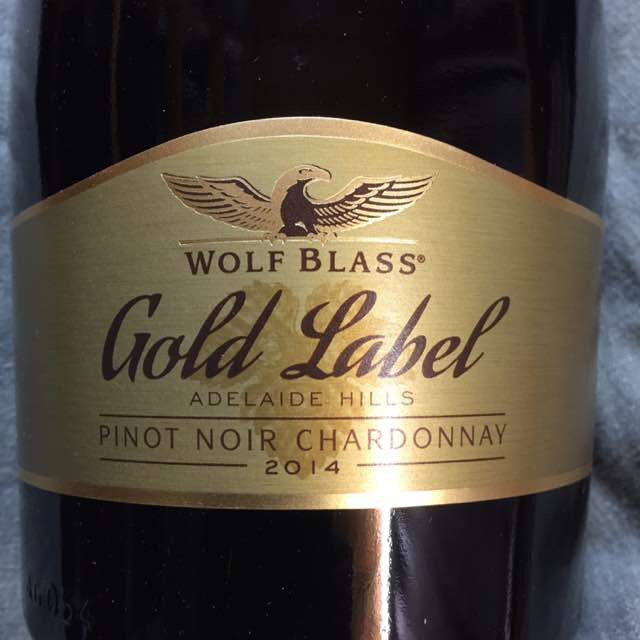 WOLF BLASS®
Gold Label
ADELAIDE HILLS
PINOT NOIR CHARDONNAY
2014